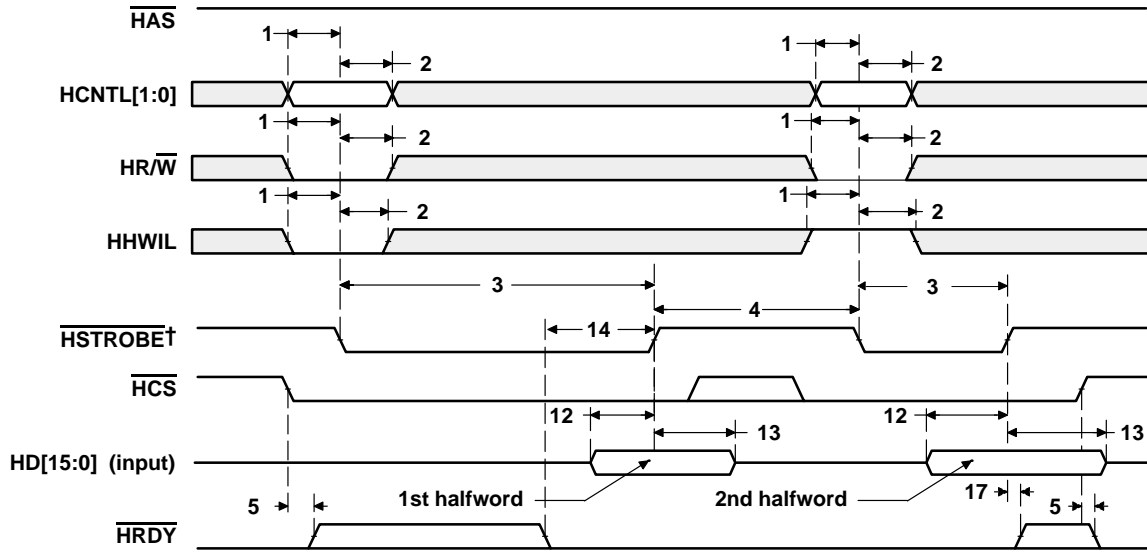 HAS
1
2
1
2
HCNTL[1:0]
1
2
1
2
HR/W
1
2
1
2
HHWIL
3
3
4
14
HSTROBE†
HCS
12
13
12
13
HD[15:0] (input)
1st halfword
2nd halfword
5
17
5
HRDY